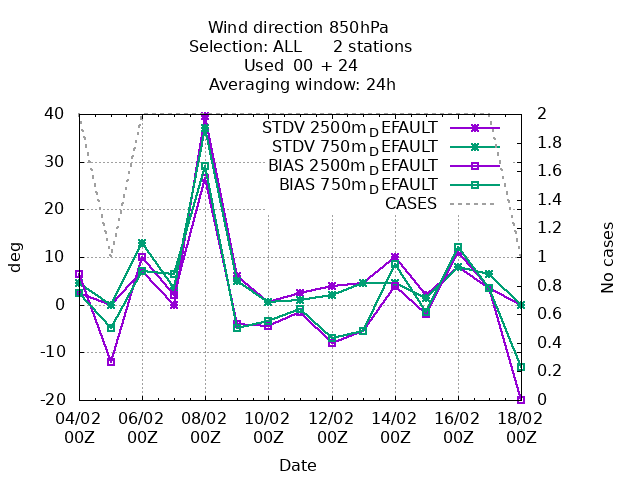 Wind direction 850hPa
Selection: ALL 2 stations
Used 00 + 24
Averaging window: 24h
40
30
20
10
0
-10
-20
deg
STDV 2500m_DEFAULT
STDV 750m_DEFAULT
BIAS 2500m_DEFAULT
BIAS 750m_DEFAULT
CASES
2
1.8
1.6
1.4
1.2
1
0.8
0.6
0.4
0.2
0
No cases
04/02 06/02 08/02 10/02 12/02 14/02 16/02 18/02
00Z 00Z 00Z 00Z 00Z 00Z 00Z 00Z
Date